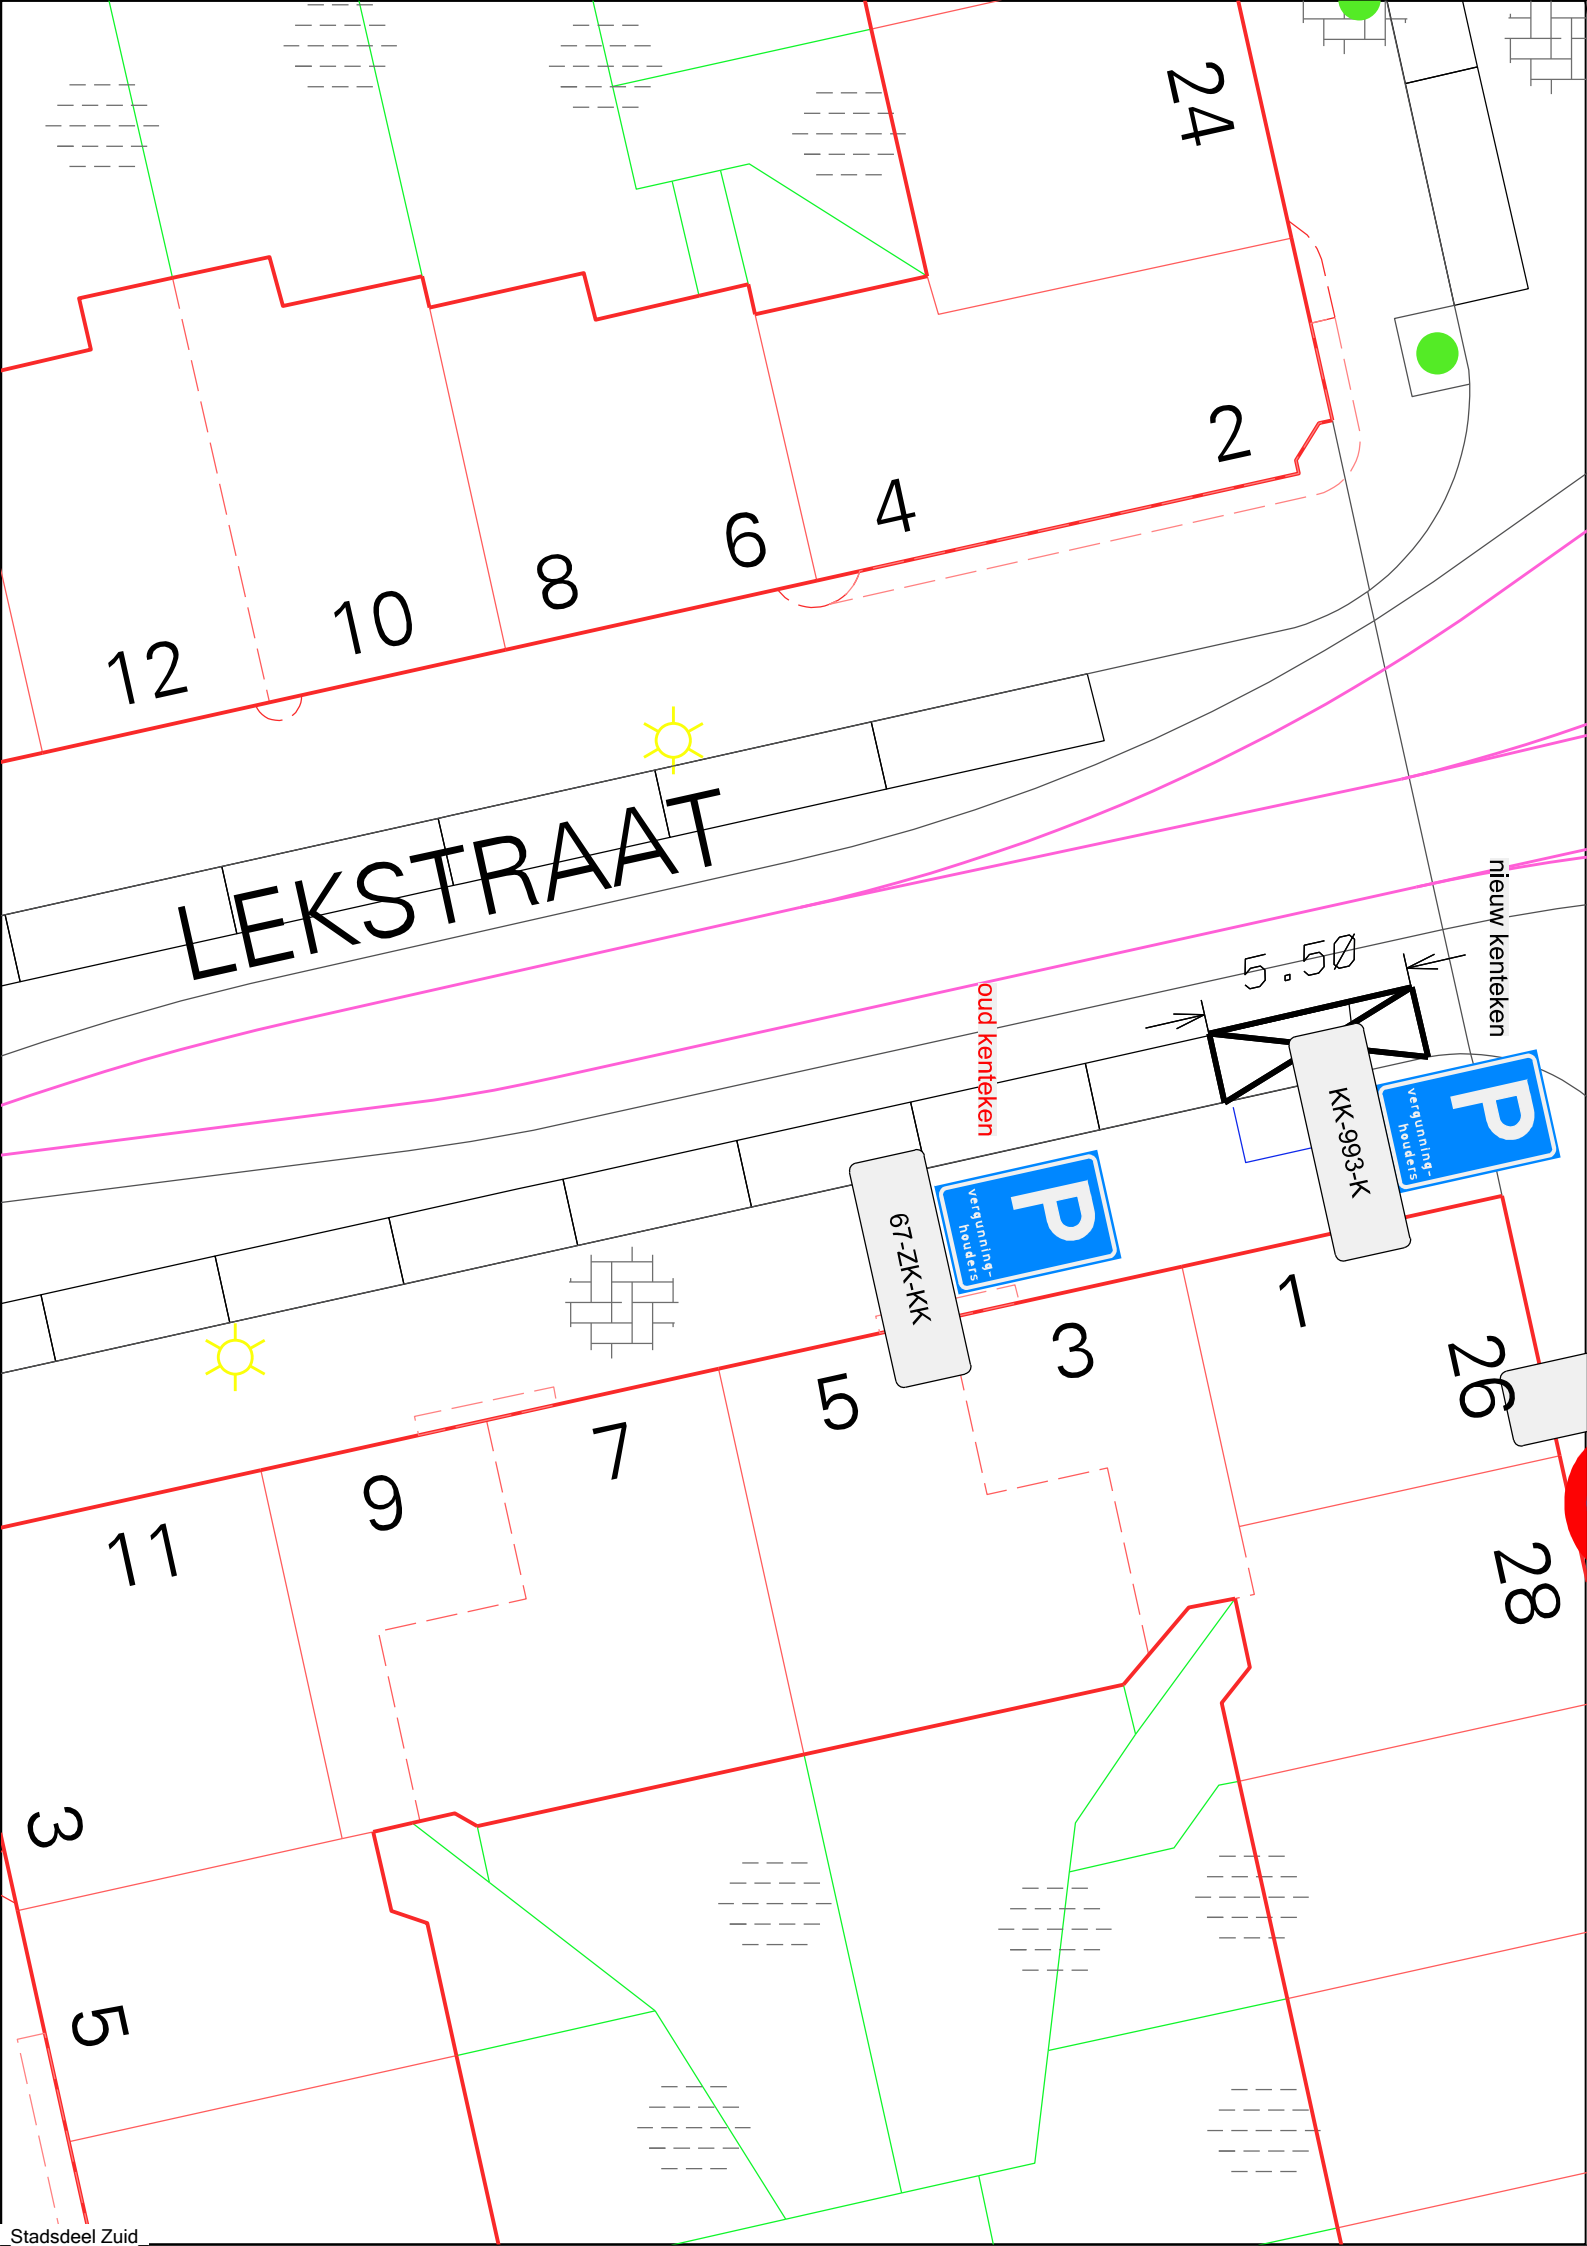 24
2
4
6
8
10
12
LEKSTRAAT
nieuw kenteken
5.50
oud kenteken
KK-993-K
P
vergunning-
houders
67-ZK-KK
P
vergunning-
houders
1
3
5
7
9
11
26
28
3
5
Stadsdeel Zuid